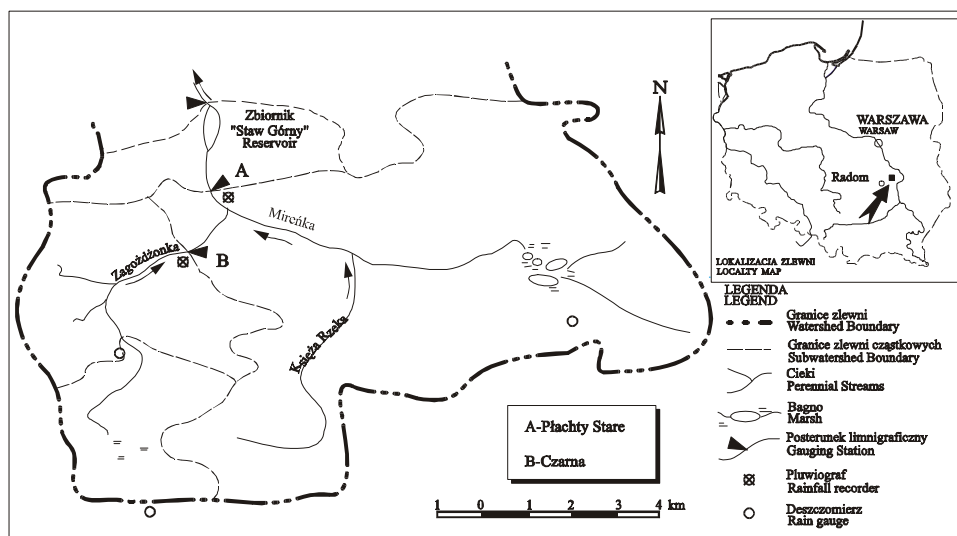 Zbiornik
"Staw Górny"
Reservoir
A
N
Mireńka
Zagożdżonka
B
Księża Rzeka
A-Płachty Stare
B-Czarna
1 0 1 2 3 4 km
WARSZAWA
WARSAW
Radom
LOKALIZACJA ZLEWNI
LOCALITY MAP
LEGENDA
LEGEND
Granice zlewni
Watershed Boundary
Granice zlewni cząstkowych
Subwatershed Boundary
Cieki
Perennial Streams
Bagno
Marsh
Posterunek limnigraficzny
Gauging Station
Pluwiograf
Rainfall recorder
Deszczomierz
Rain gauge